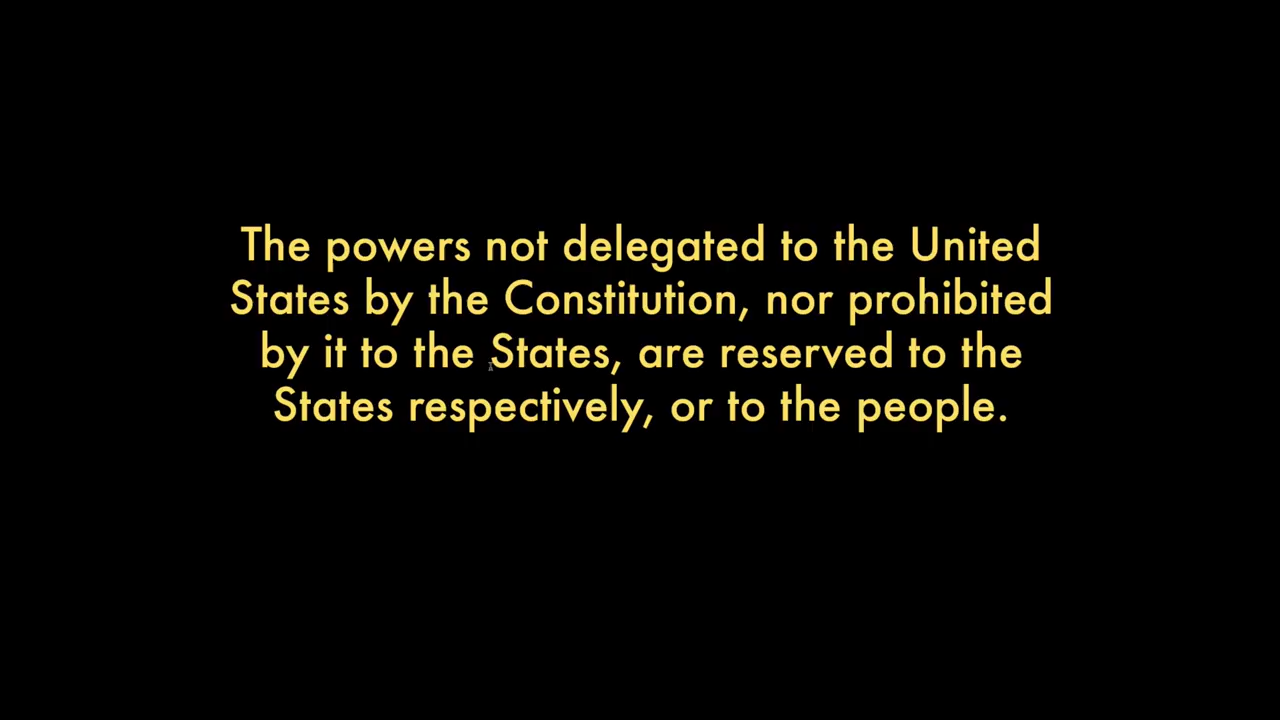 The powers not delegated to the United
States by the Constitution, nor prohibited
by it to the States, are reserved to the
States respectively, or to the people.